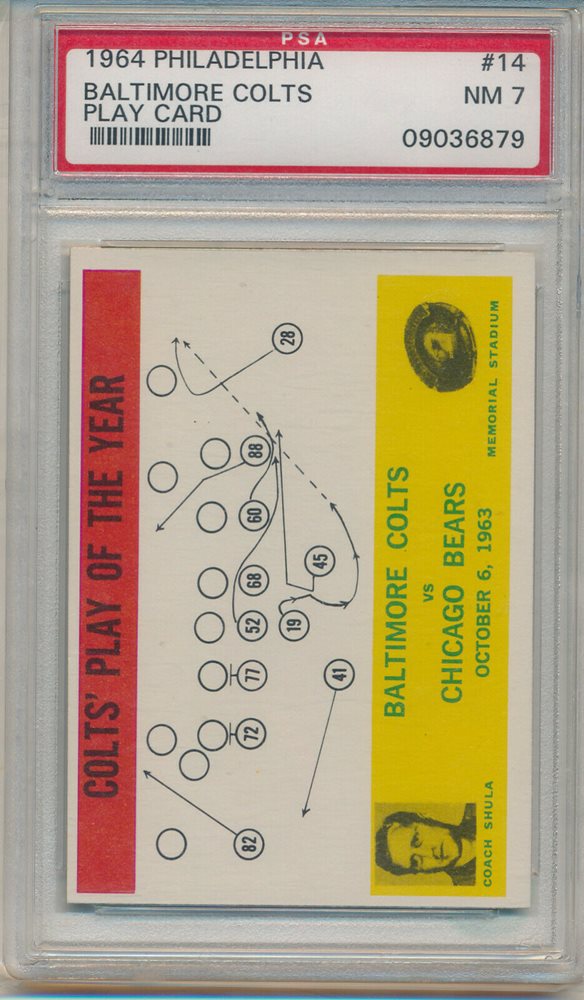 PSA
1964 PHILADELPHIA #14
BALTIMORE COLTS NM 7
PLAY CARD
09036879
COLTS' PLAY OF THE YEAR
28
88
60
68
45
52
19
77
41
72
82
BALTIMORE COLTS
vs
CHICAGO BEARS
OCTOBER 6, 1963
MEMORIAL STADIUM
COACH SHULA